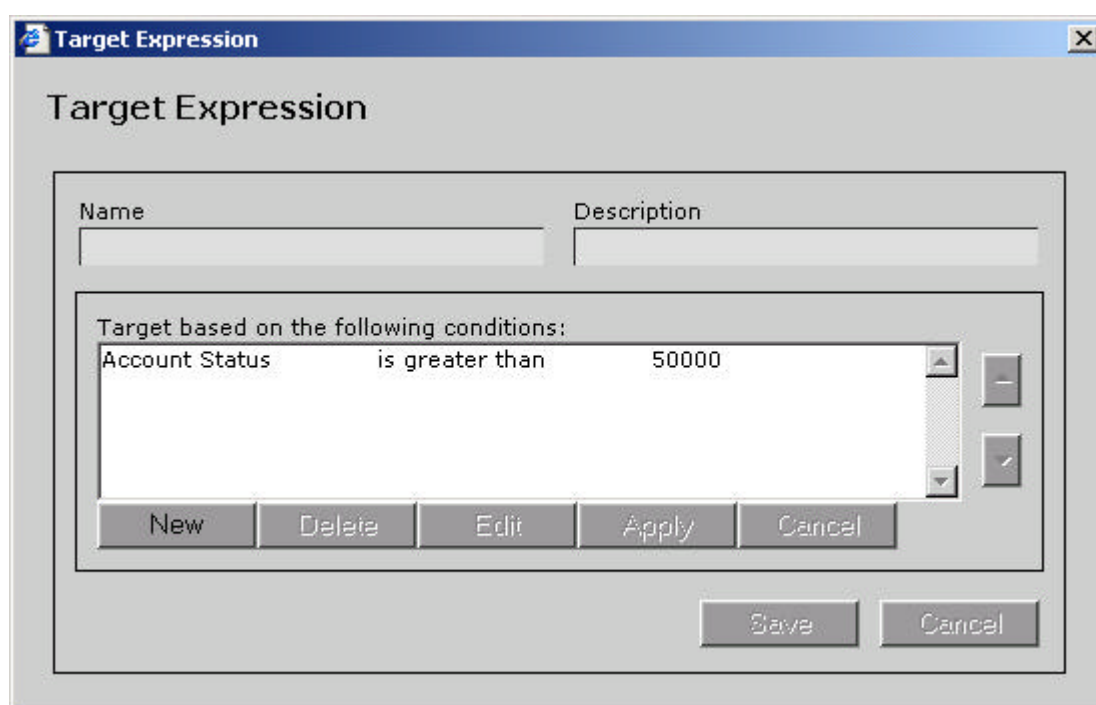 Target Expression
Target Expression
Name Description
Target based on the following conditions:
Account Status is greater than 50000
New Delete Edit Apply Cancel
Save Cancel